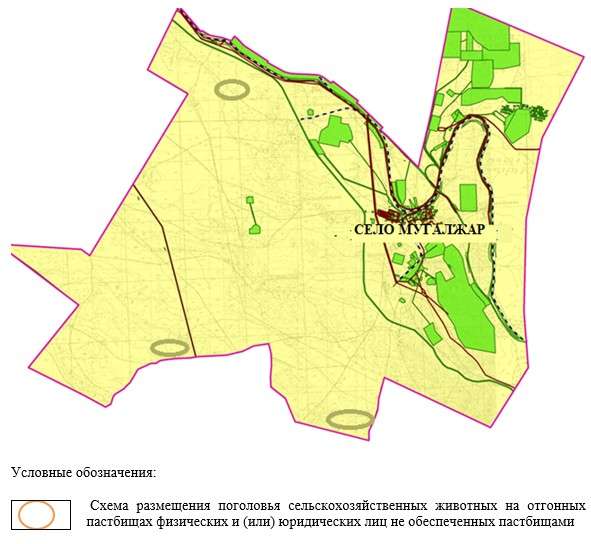 СЕЛО МУГАЛЖАР
Условные обозначения:
Схема размещения поголовья сельскохозяйственных животных на отгонных
пастбищах физических и (или) юридических лиц не обеспеченных пастбищами